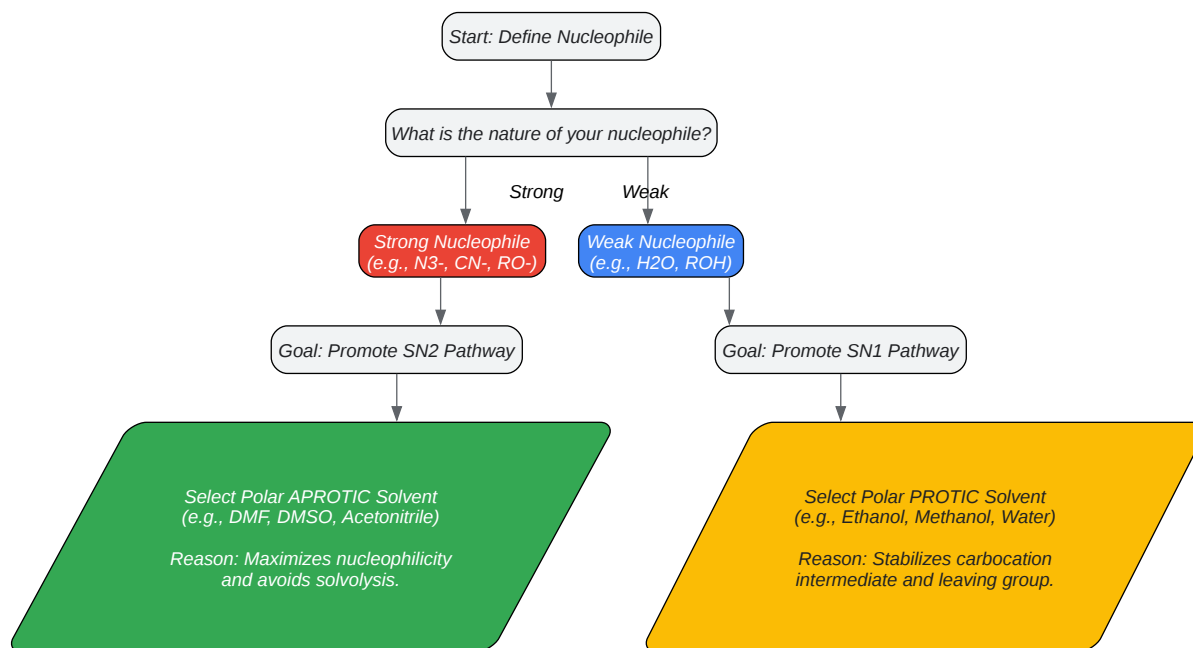 Start: Define Nucleophile
What is the nature of your nucleophile?
Strong
Weak
Strong Nucleophile
(e.g., N3-, CN-, RO-)
Weak Nucleophile
(e.g., H2O, ROH)
Goal: Promote SN2 Pathway
Goal: Promote SN1 Pathway
Select Polar APROTIC Solvent
(e.g., DMF, DMSO, Acetonitrile)
Reason: Maximizes nucleophilicity
and avoids solvolysis.
Select Polar PROTIC Solvent
(e.g., Ethanol, Methanol, Water)
Reason: Stabilizes carbocation
intermediate and leaving group.